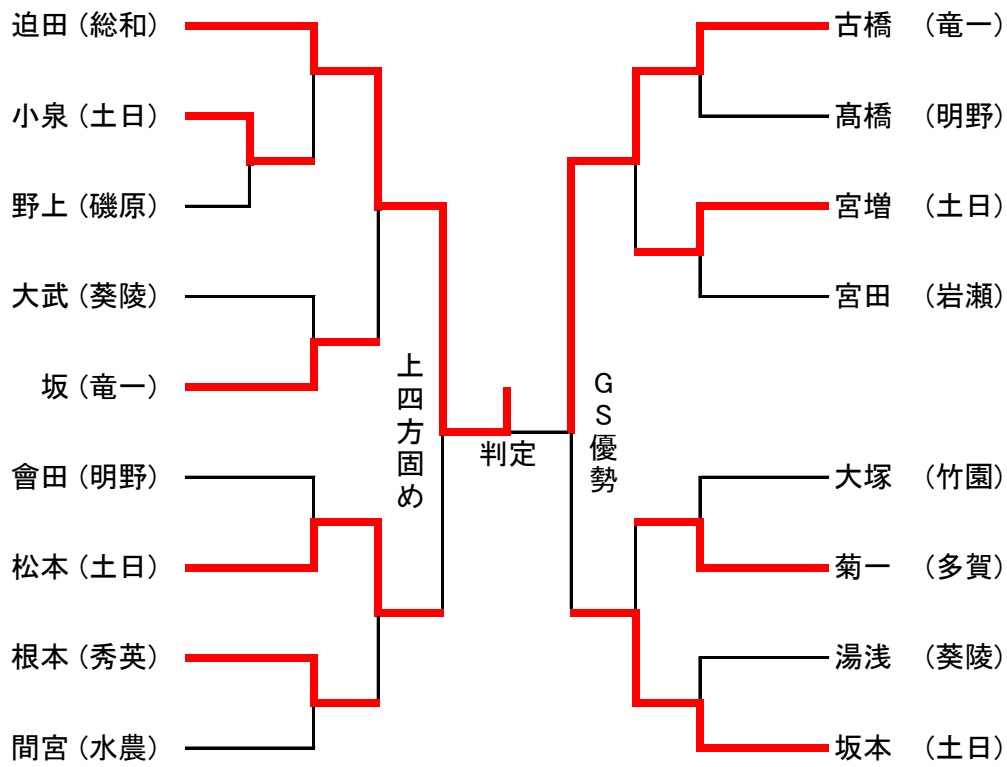 迫田（総和）
小泉（土日）
野上（磯原）
大武（葵陵）
坂（竜一）
會田（明野）
松本（土日）
根本（秀英）
間宮（水農）
上四方固め
判定
GS優勢
古橋　（竜一）
髙橋　（明野）
宮増　（土日）
宮田　（岩瀬）
大塚　（竹園）
菊一　（多賀）
湯浅　（葵陵）
坂本　（土日）